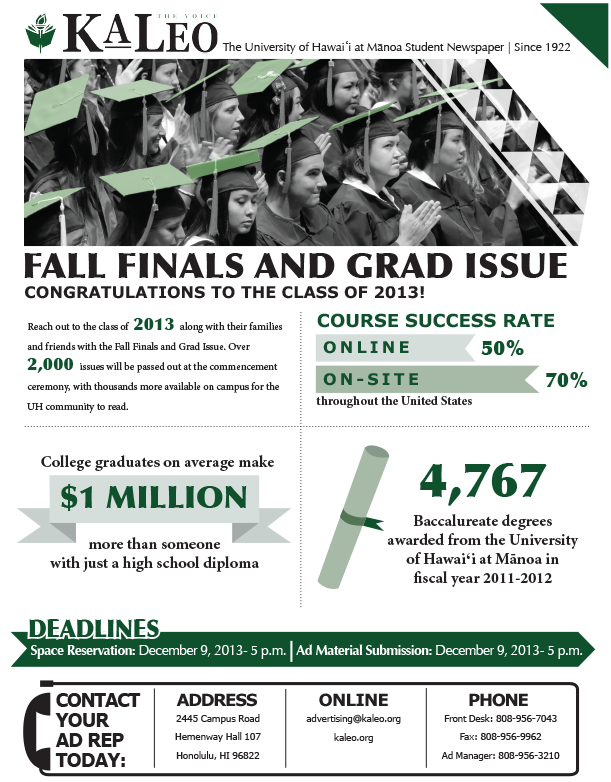 THE VOICE
KALEO
The University of Hawaiʻi at Mānoa Student Newspaper | Since 1922
FALL FINALS AND GRAD ISSUE
CONGRATULATIONS TO THE CLASS OF 2013!
Reach out to the class of 2013 along with their families
and friends with the Fall Finals and Grad Issue. Over
2,000 issues will be passed out at the commencement
ceremony, with thousands more available on campus for the
UH community to read.
COURSE SUCCESS RATE
ONLINE 50%
ON-SITE 70%
throughout the United States
College graduates on average make
$1 MILLION
more than someone
with just a high school diploma
4,767
Baccalaureate degrees
awarded from the University
of Hawaiʻi at Mānoa in
fiscal year 2011-2012
DEADLINES
Space Reservation: December 9, 2013- 5 p.m. | Ad Material Submission: December 9, 2013- 5 p.m.
CONTACT
YOUR
AD REP
TODAY:
ADDRESS
2445 Campus Road
Hemenway Hall 107
Honolulu, HI 96822
ONLINE
advertising@kaleo.org
kaleo.org
PHONE
Front Desk: 808-956-7043
Fax: 808-956-9962
Ad Manager: 808-956-3210